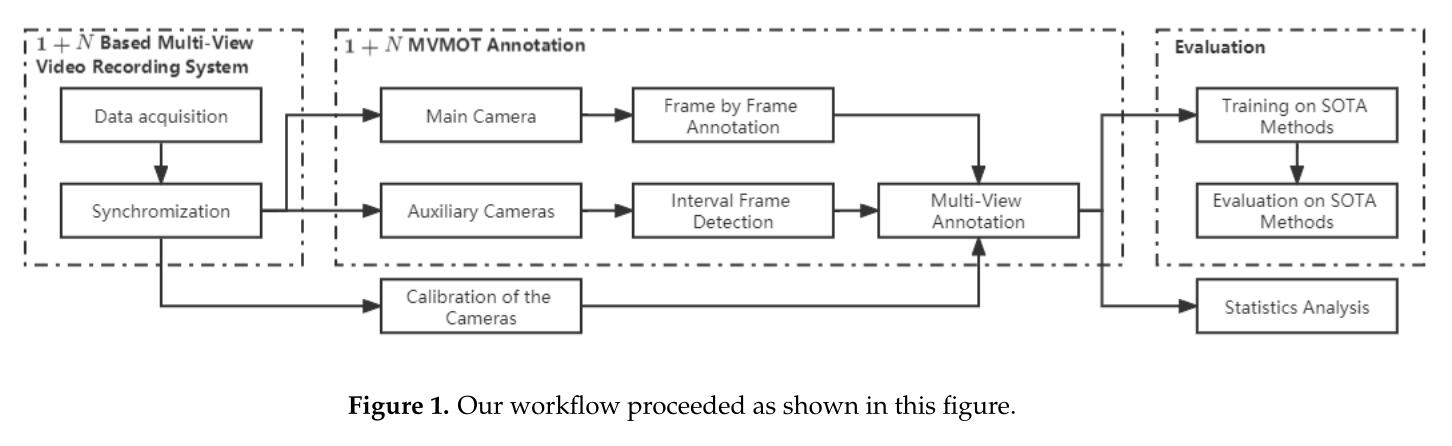 1 + N Based Multi-View
Video Recording System
Data acquisition
Synchromization
1 + N MVMOT Annotation
Main Camera
Frame by Frame
Annotation
Auxiliary Cameras
Interval Frame
Detection
Multi-View
Annotation
Calibration of the
Cameras
Evaluation
Training on SOTA
Methods
Evaluation on SOTA
Methods
Statistics Analysis
Figure 1. Our workflow proceeded as shown in this figure.